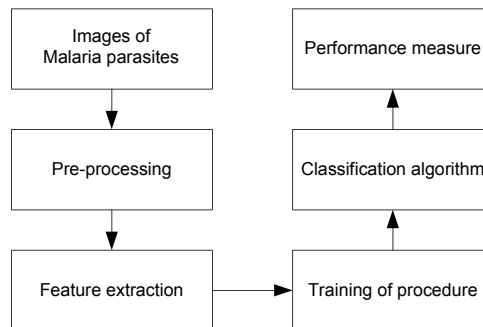 Images of
Malaria parasites
Pre-processing
Feature extraction
Training of procedure
Classification algorithm
Performance measure